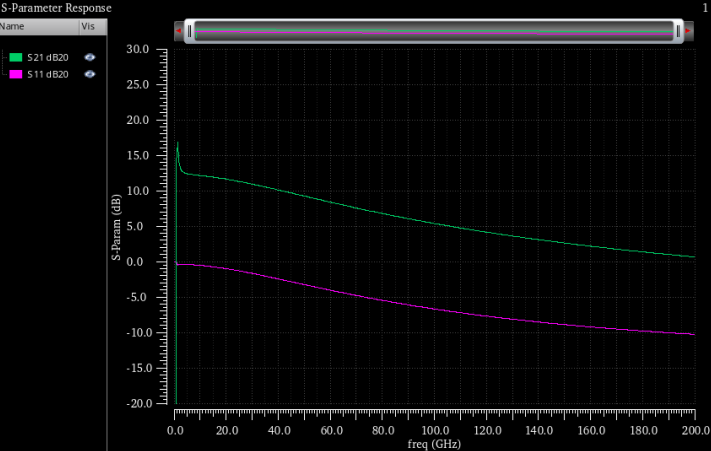 S-Parameter Response 1
Name Vis
S21 dB20
S11 dB20
30.0
25.0
20.0
15.0
10.0
5.0
0.0
-5.0
-10.0
-15.0
-20.0
S-Param (dB)
0.0 20.0 40.0 60.0 80.0 100.0 120.0 140.0 160.0 180.0 200.0
freq (GHz)